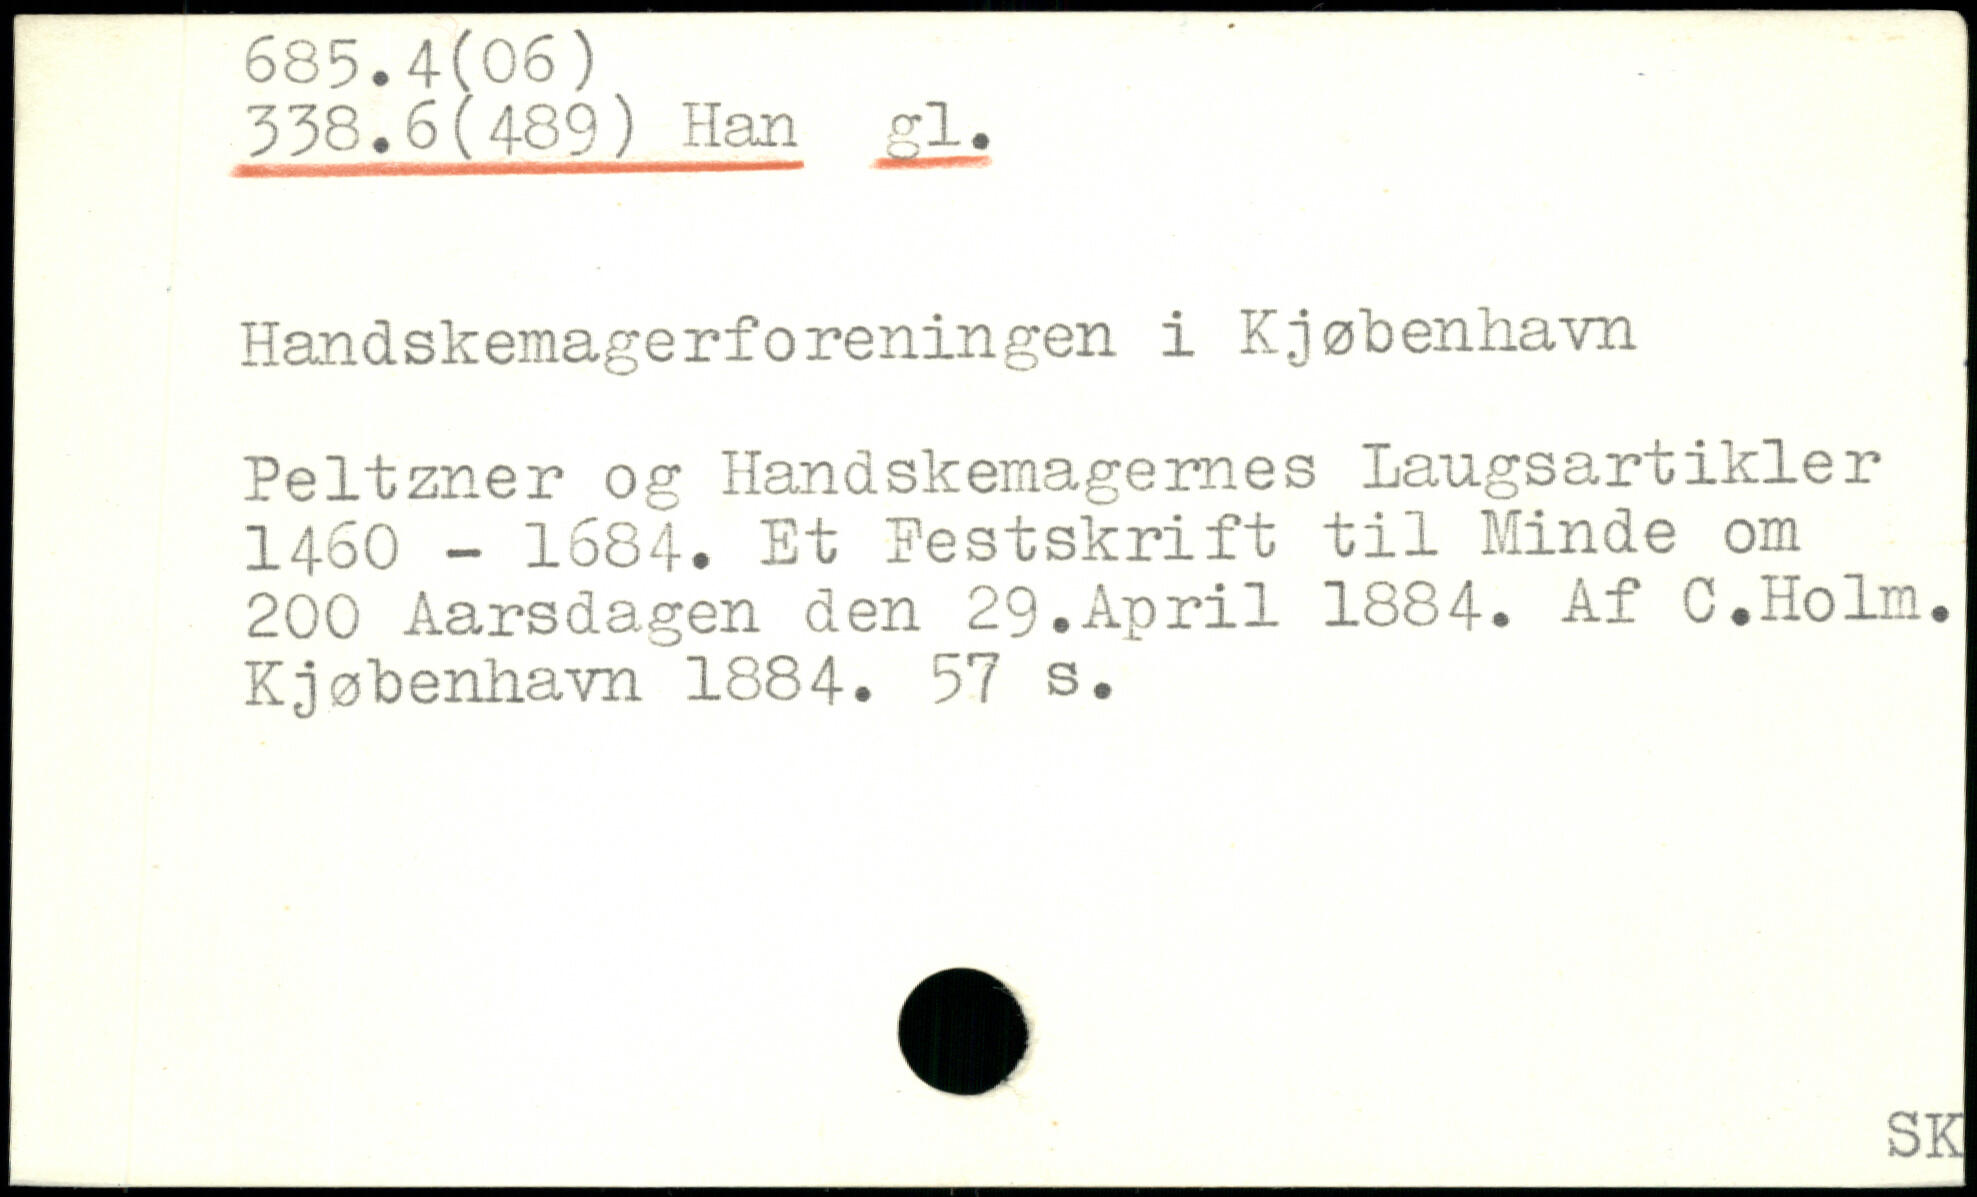 685.4(06)
338.6(489) Han gl.
Handskemagerforeningen i Kjøbenhavn
Peltzner og Handskemagernes Laugsartikler
1460 - 1684. Et Festskrift til Minde om
200 Aarsdagen den 29.April 1884. Af C.Holm.
Kjøbenhavn 1884. 57 s.
SK